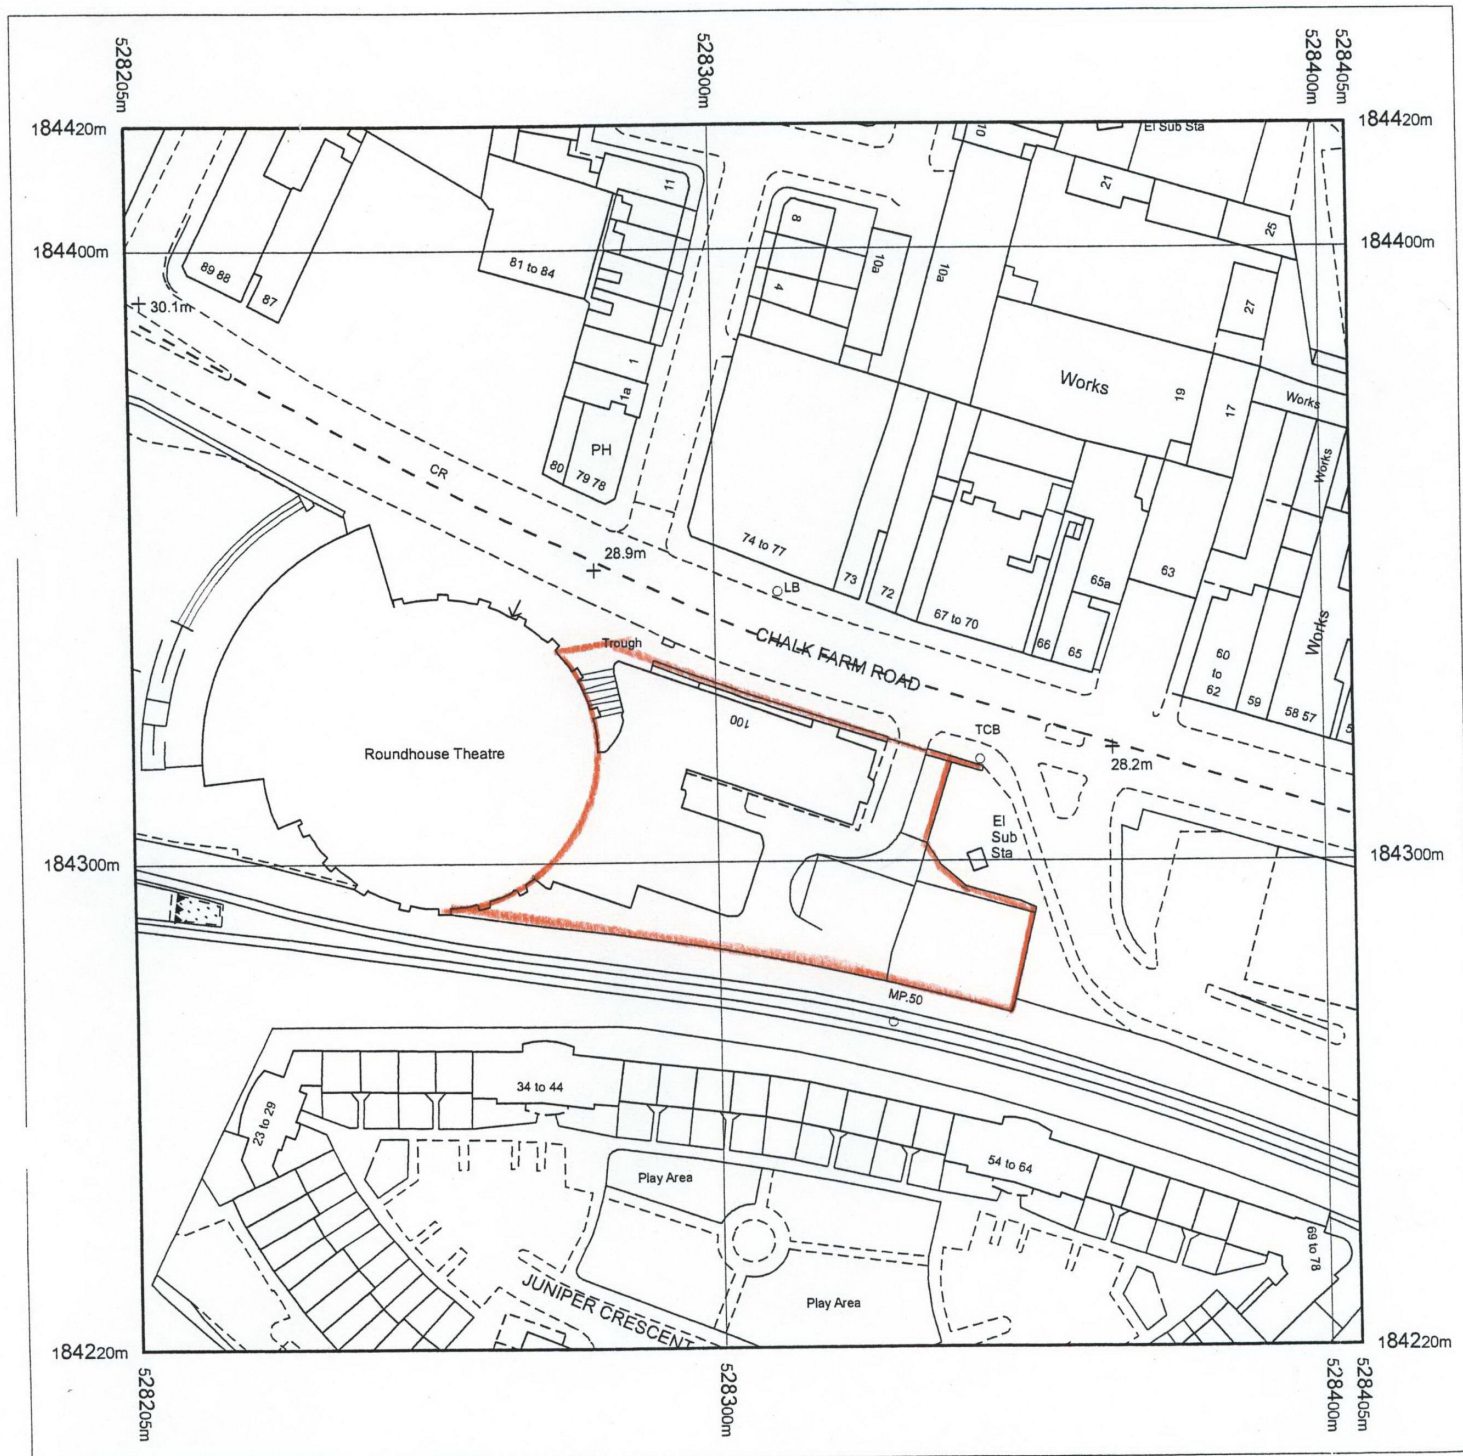 528205m
528300m
528400m
528405m
184420m
184420m
El Sub Sta
10
11
21
8
25
184400m
184400m
89 88
87
81 to 84
4
10a
10a
27
30.1m
1
1a
Works
19
17
Works
CR
PH
80
79 78
Works
74 to 77
28.9m
LB
73
72
67 to 70
66
65
65a
63
60
to
62
59
58 57
Works
5
Trough
CHALK FARM ROAD
100
TCB
28.2m
Roundhouse Theatre
El
Sub
Sta
184300m
184300m
MP.50
34 to 44
23 to 29
54 to 64
Play Area
69 to 78
JUNIPER CRESCENT
Play Area
184220m
184220m
528205m
528300m
528400m
528405m